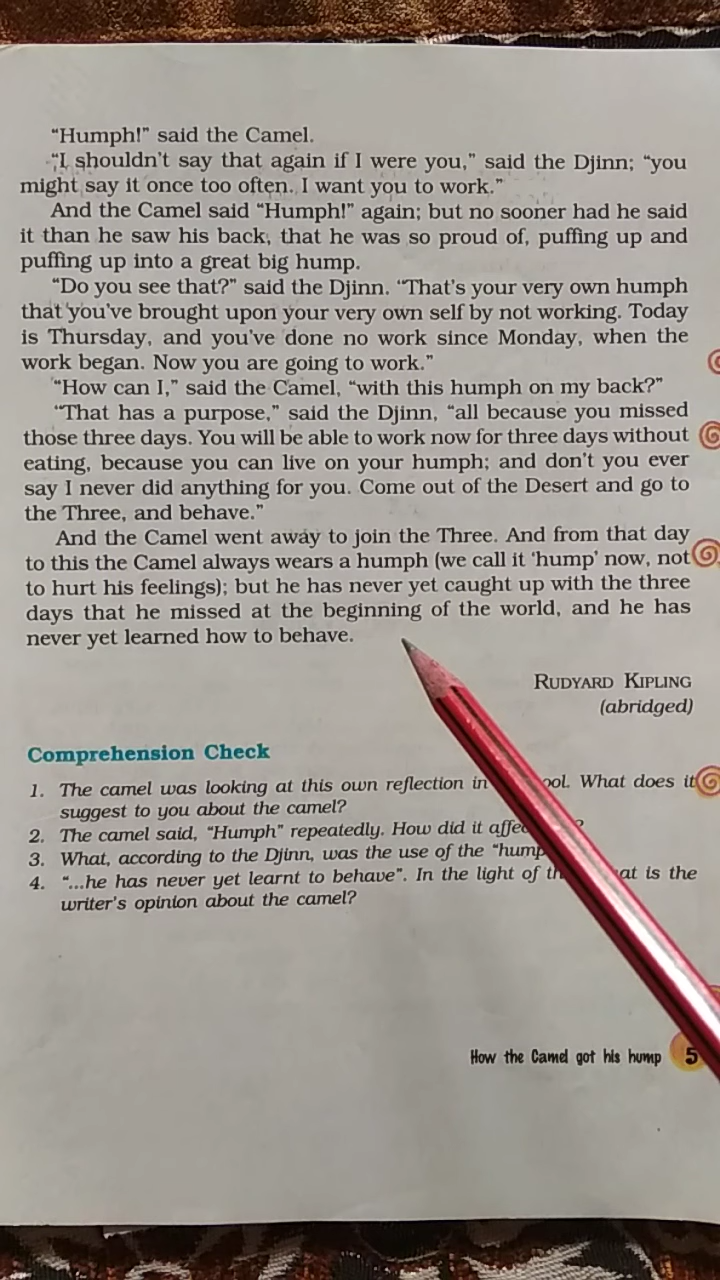 “Humph!” said the Camel.
“I shouldn’t say that again if I were you,” said the Djinn; “you
might say it once too often. I want you to work.”
And the Camel said “Humph!” again; but no sooner had he said
it than he saw his back, that he was so proud of, puffing up and
puffing up into a great big hump.
“Do you see that?” said the Djinn. “That’s your very own humph
that you’ve brought upon your very own self by not working. Today
is Thursday, and you’ve done no work since Monday, when the
work began. Now you are going to work.”
“How can I,” said the Camel, “with this humph on my back?”
“That has a purpose,” said the Djinn, “all because you missed
those three days. You will be able to work now for three days without
eating, because you can live on your humph; and don’t you ever
say I never did anything for you. Come out of the Desert and go to
the Three, and behave.”
And the Camel went away to join the Three. And from that day
to this the Camel always wears a humph (we call it ‘hump’ now, not
to hurt his feelings); but he has never yet caught up with the three
days that he missed at the beginning of the world, and he has
never yet learned how to behave.
RUDYARD KIPLING
(abridged)
Comprehension Check
1. The camel was looking at this own reflection in ool. What does it
suggest to you about the camel?
2. The camel said, “Humph” repeatedly. How did it affec ?
3. What, according to the Djinn, was the use of the “hump
4. “...he has never yet learnt to behave”. In the light of th at is the
writer’s opinion about the camel?
How the Camel got his hump 5